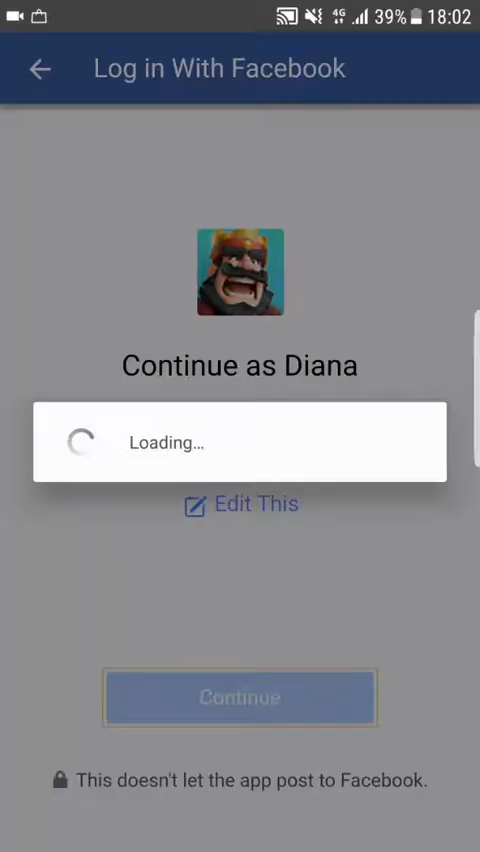 4G 39% 18:02
Log in With Facebook
Continue as Diana
Loading...
Edit This
Continue
This doesn't let the app post to Facebook.